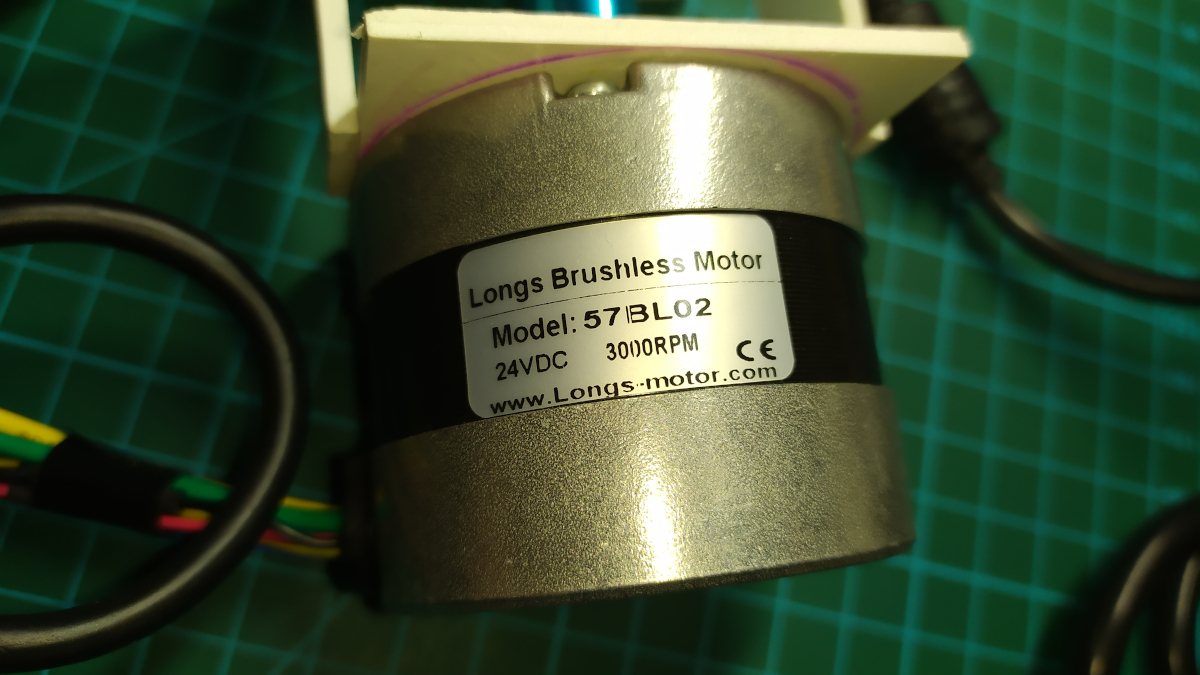 Longs Brushless Motor
Model: 57BL02
24VDC 3000RPM CE
www.Longs-motor.com